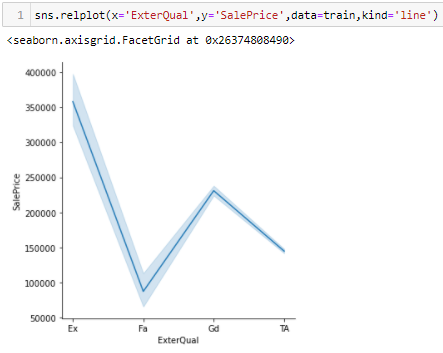 1 sns.relplot(x='ExterQual',y='SalePrice',data=train,kind='line')
<seaborn.axisgrid.FacetGrid at 0x26374808490>
400000
350000
300000
250000
200000
150000
100000
50000
SalePrice
Ex Fa Gd TA
ExterQual